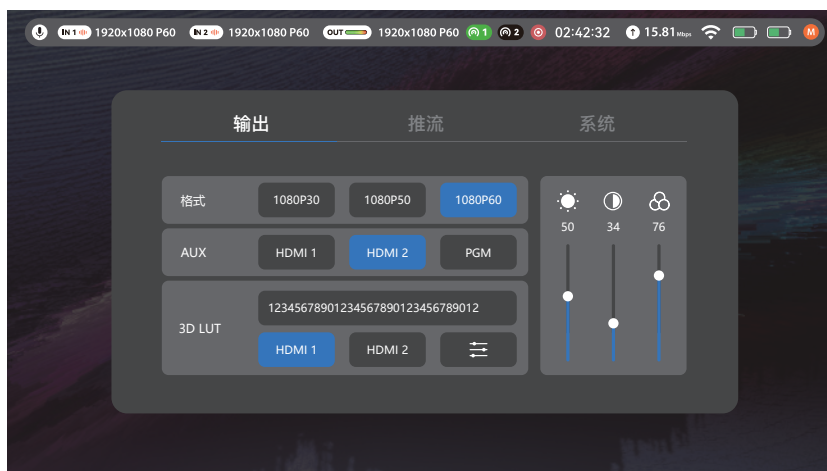 IN 1 1920x1080 P60 IN 2 1920x1080 P60 OUT 1920x1080 P60 1 2 02:42:32 15.81 Mbps M
输出 推流 系统
格式 1080P30 1080P50 1080P60
50 34 76
AUX HDMI 1 HDMI 2 PGM
12345678901234567890123456789012
3D LUT
HDMI 1 HDMI 2